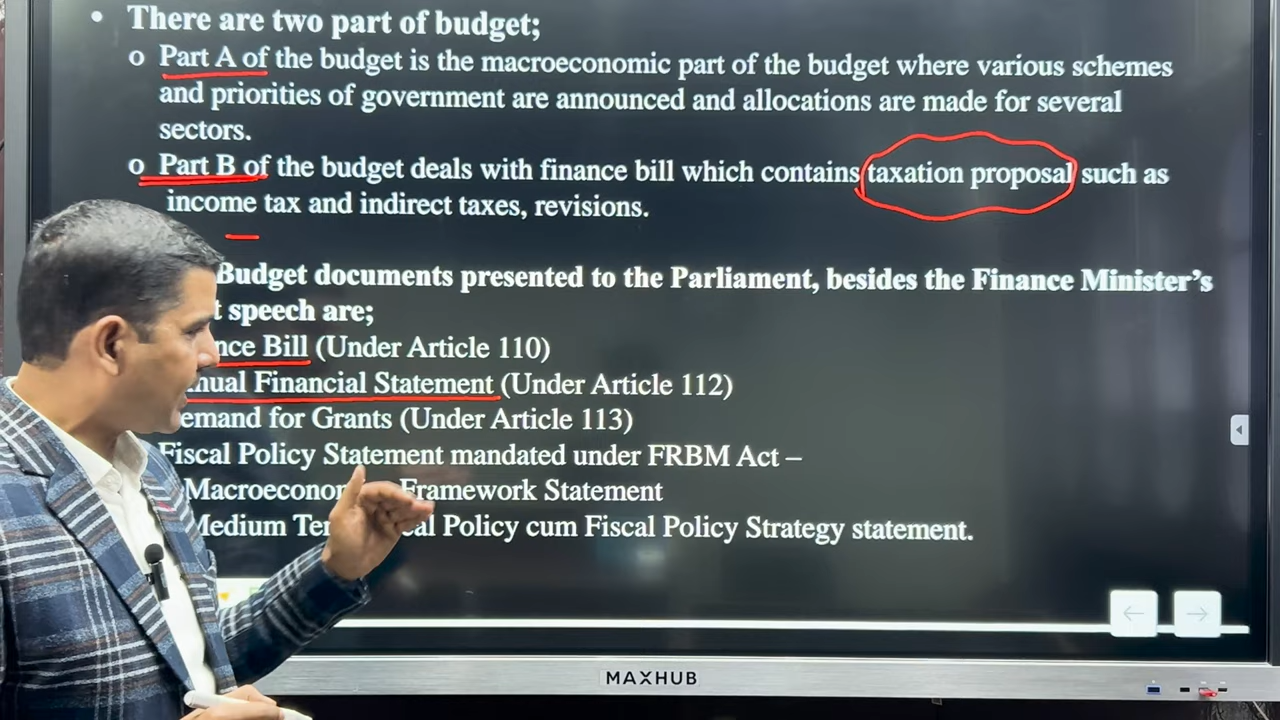 • There are two part of budget;
o Part A of the budget is the macroeconomic part of the budget where various schemes
and priorities of government are announced and allocations are made for several
sectors.
o Part B of the budget deals with finance bill which contains taxation proposal such as
income tax and indirect taxes, revisions.
Budget documents presented to the Parliament, besides the Finance Minister's
speech are;
Bill (Under Article 110)
Financial Statement (Under Article 112)
emand for Grants (Under Article 113)
Fiscal Policy Statement mandated under FRBM Act –
Framework Statement
Medium Policy cum Fiscal Policy Strategy statement.
MAXHUB